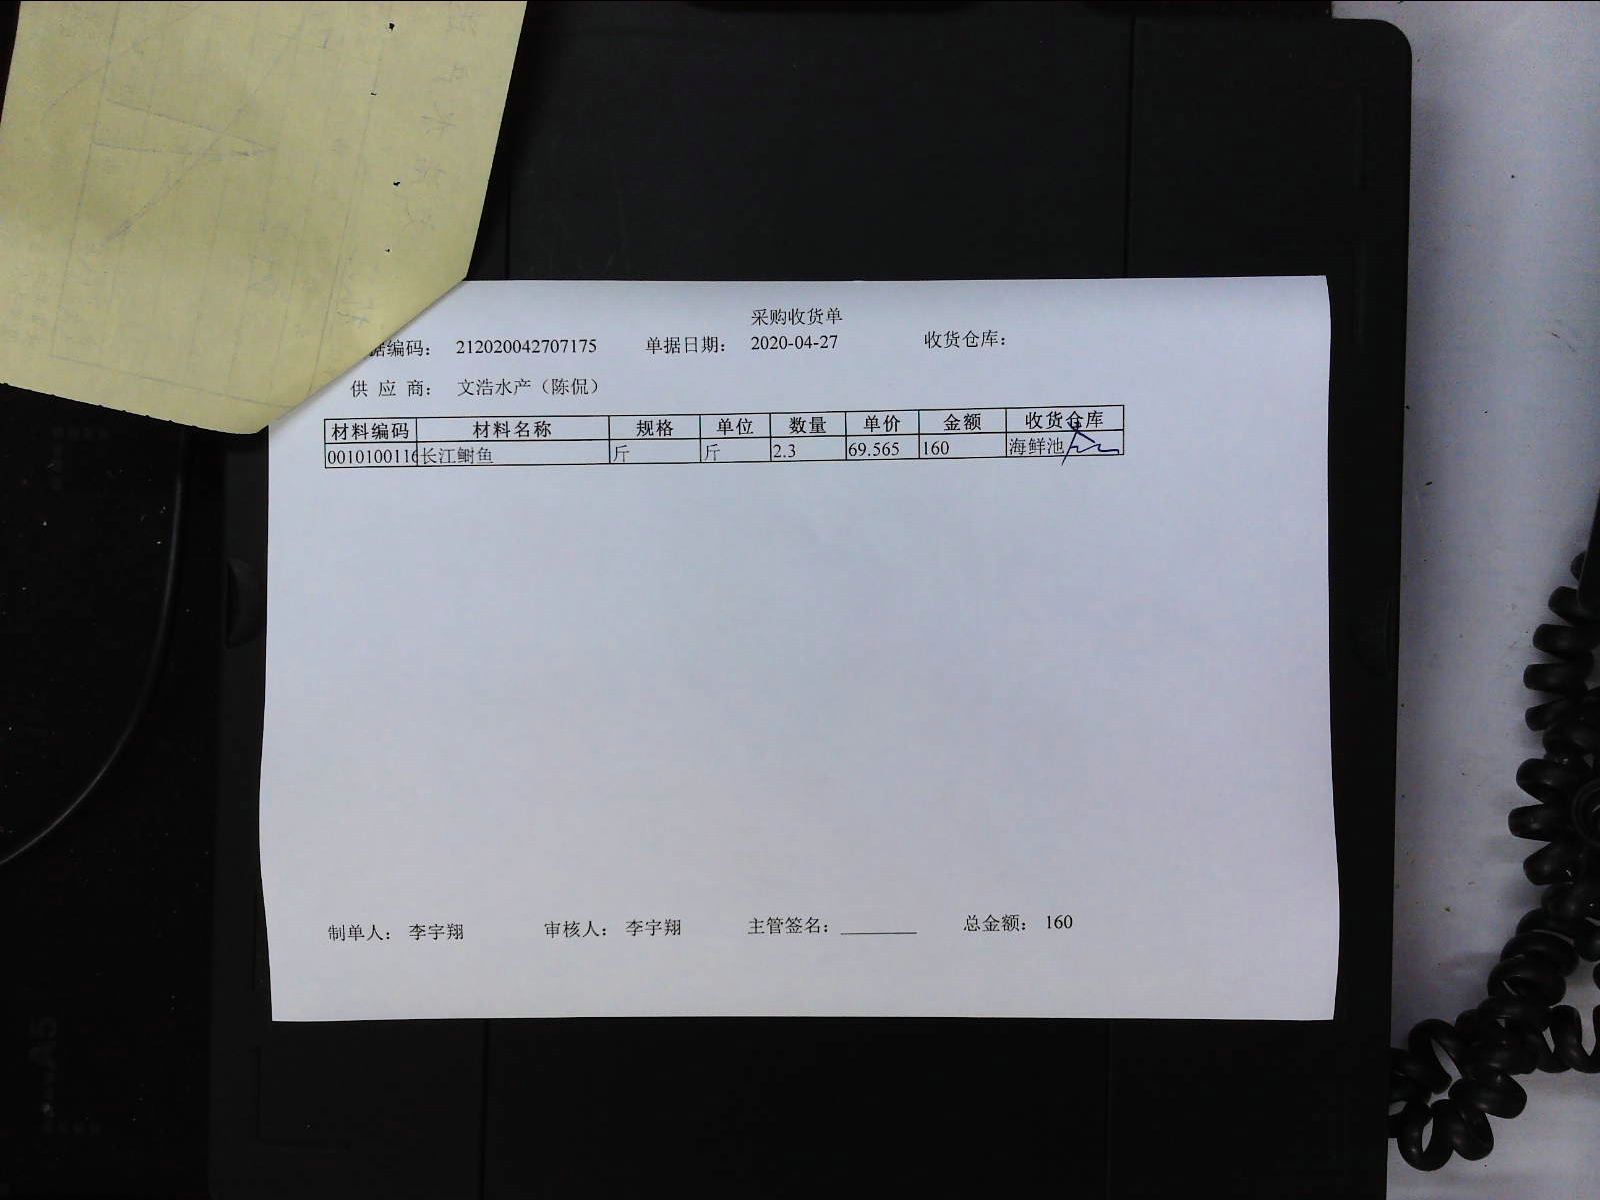 采购收货单
据编码： 212020042707175 单据日期： 2020-04-27 收货仓库：
供 应 商： 文浩水产（陈侃）
材料编码 材料名称 规格 单位 数量 单价 金额 收货仓库
0010100116 长江鲥鱼 斤 斤 2.3 69.565 160 海鲜池
制单人： 李宇翔 审核人： 李宇翔 主管签名：________ 总金额： 160